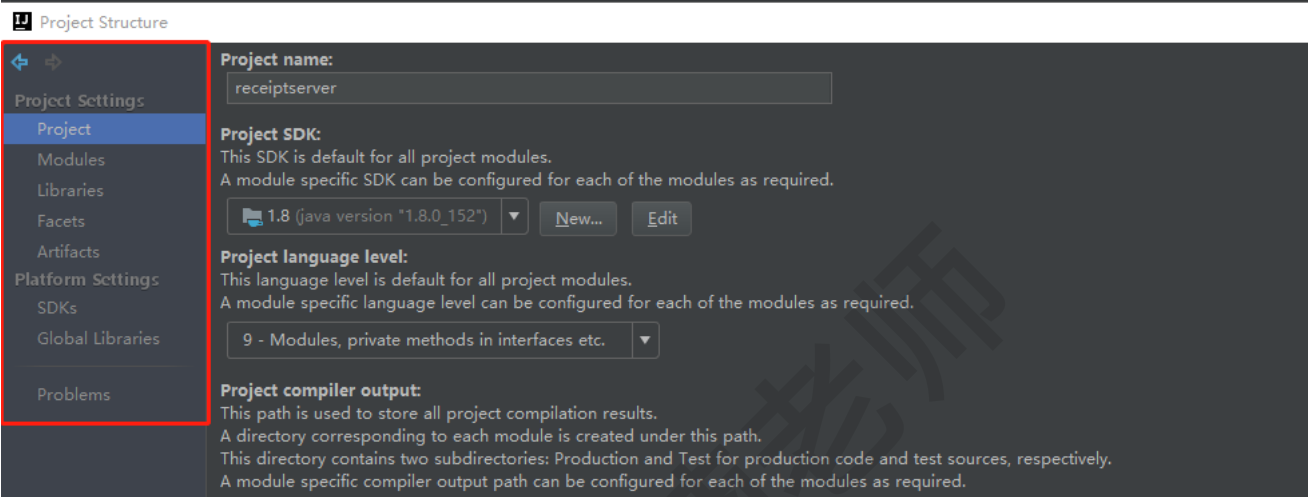 IJ Project Structure
Project Settings
Project
Modules
Libraries
Facets
Artifacts
Platform Settings
SDKs
Global Libraries
Problems
Project name:
receiptserver
Project SDK:
This SDK is default for all project modules.
A module specific SDK can be configured for each of the modules as required.
1.8 (java version "1.8.0_152") New... Edit
Project language level:
This language level is default for all project modules.
A module specific language level can be configured for each of the modules as required.
9 - Modules, private methods in interfaces etc.
Project compiler output:
This path is used to store all project compilation results.
A directory corresponding to each module is created under this path.
This directory contains two subdirectories: Production and Test for production code and test sources, respectively.
A module specific compiler output path can be configured for each of the modules as required.
老师